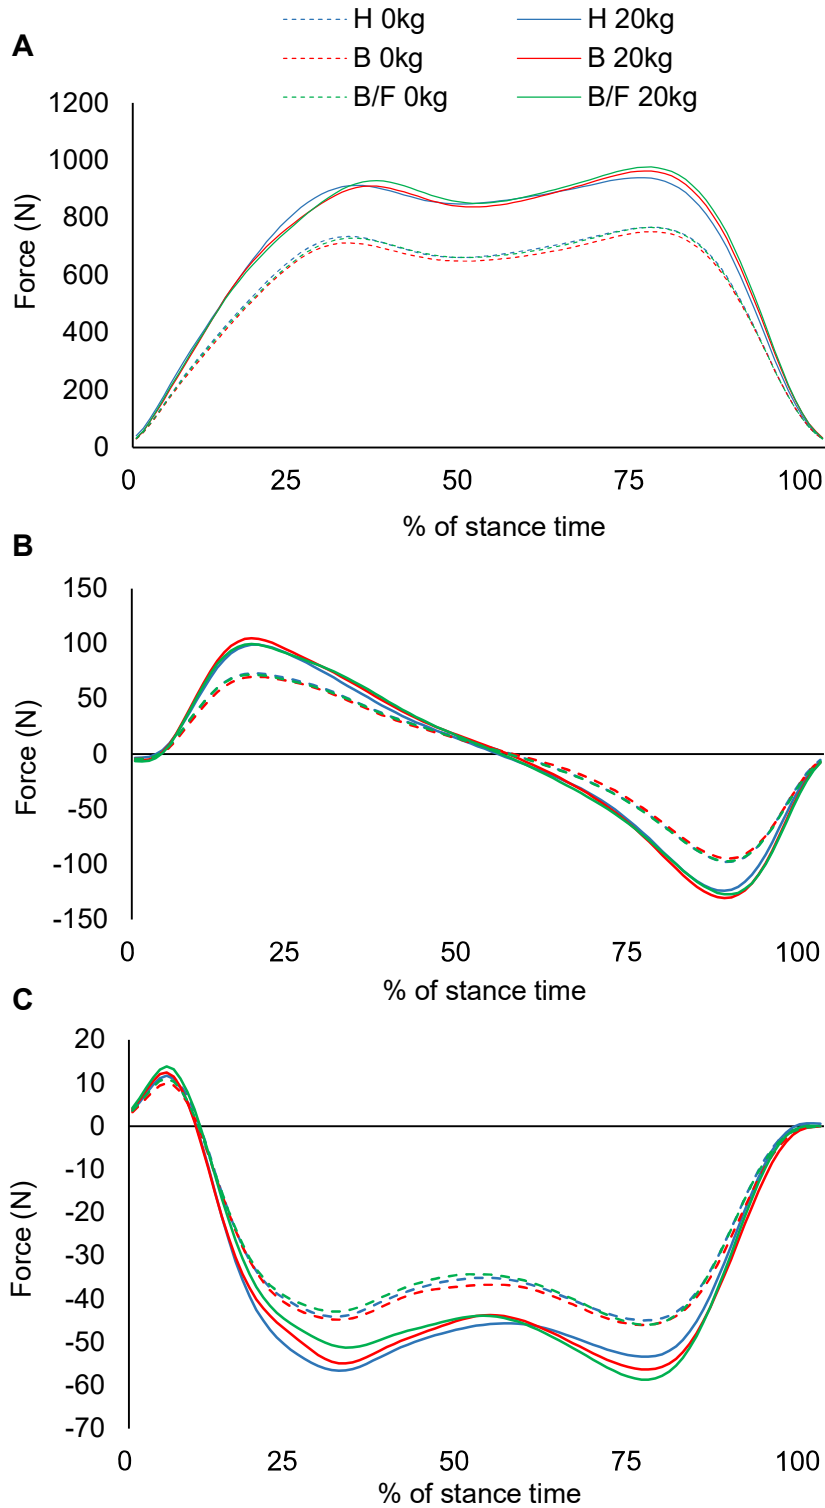 H 0kg H 20kg
A
B 0kg B 20kg
B/F 0kg B/F 20kg
1200
1000
800
600
400
200
0
Force (N)
0 25 50 75 100
% of stance time
B
150
100
50
0
-50
-100
-150
Force (N)
0 25 50 75 100
% of stance time
C
20
10
0
-10
-20
-30
-40
-50
-60
-70
Force (N)
0 25 50 75 100
% of stance time